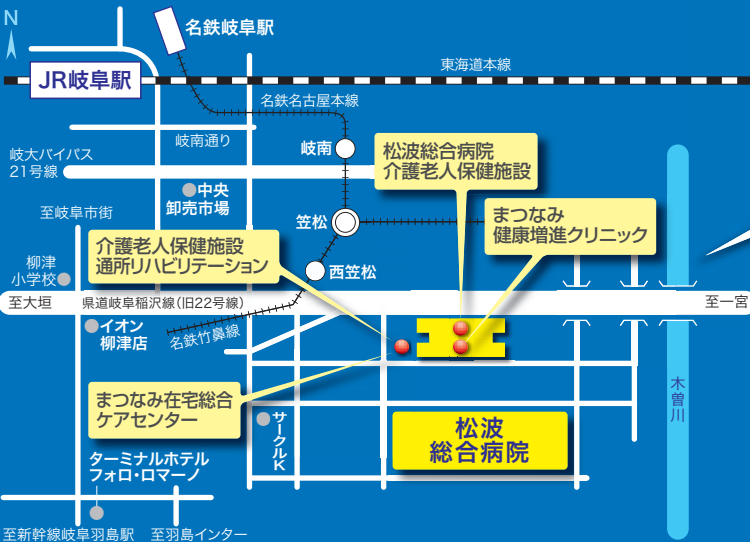 N
名鉄岐阜駅
JR岐阜駅
東海道本線
名鉄名古屋本線
岐南通り
岐南
岐大バイパス
21号線
松波総合病院
介護老人保健施設
中央
卸売市場
至岐阜市街
笠松
まつなみ
健康増進クリニック
介護老人保健施設
通所リハビリテーション
柳津
小学校
西笠松
至大垣
県道岐阜稲沢線(旧22号線)
至一宮
イオン
柳津店
名鉄竹鼻線
まつなみ在宅総合
ケアセンター
木曽川
サークルK
松波
総合病院
ターミナルホテル
フォロ・ロマーノ
至新幹線岐阜羽島駅
至羽島インター